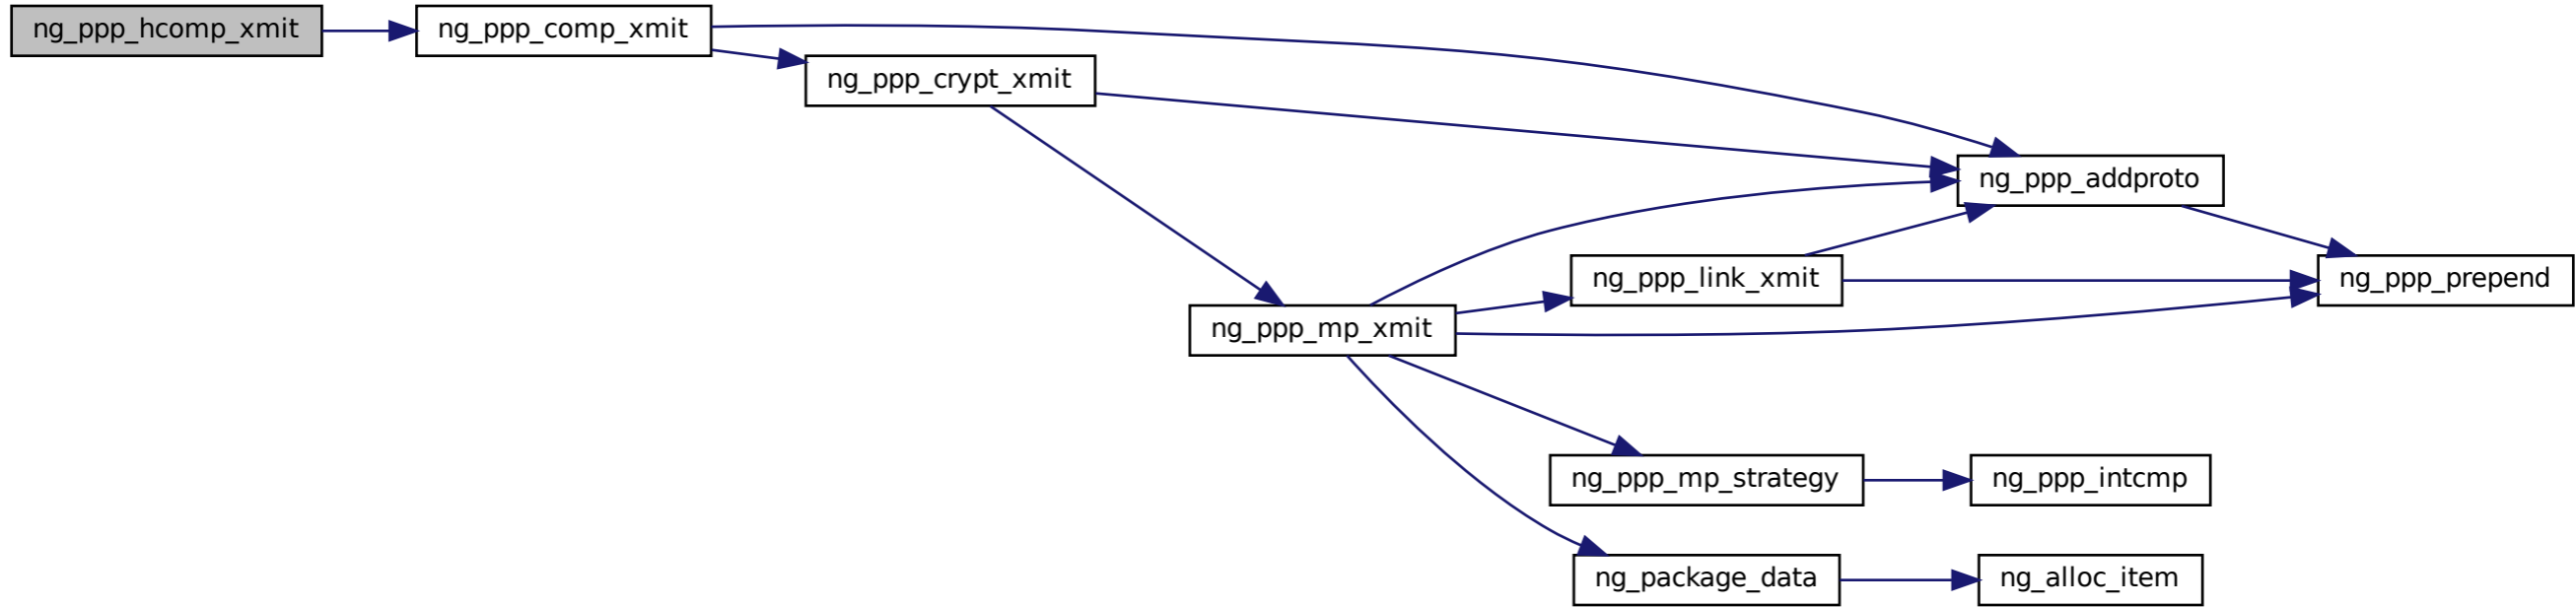 ng_ppp_hcomp_xmit
ng_ppp_comp_xmit
ng_ppp_crypt_xmit
ng_ppp_addproto
ng_ppp_link_xmit
ng_ppp_prepend
ng_ppp_mp_xmit
ng_ppp_mp_strategy
ng_ppp_intcmp
ng_package_data
ng_alloc_item